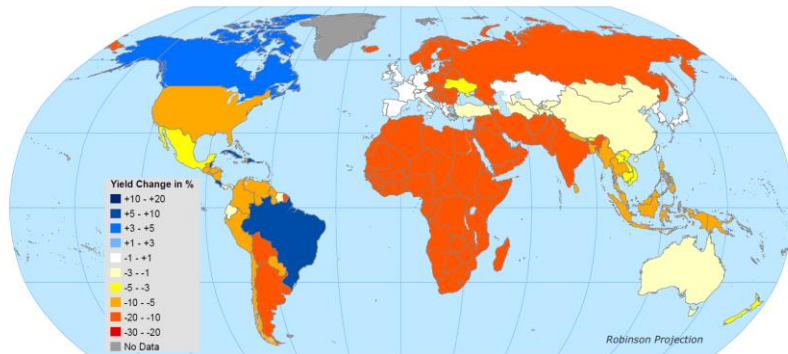 Yield Change in %
+10 - +20
+5 - +10
+3 - +5
+1 - +3
-1 - +1
-3 - -1
-5 - -3
-10 - -5
-20 - -10
-30 - -20
No Data
Robinson Projection